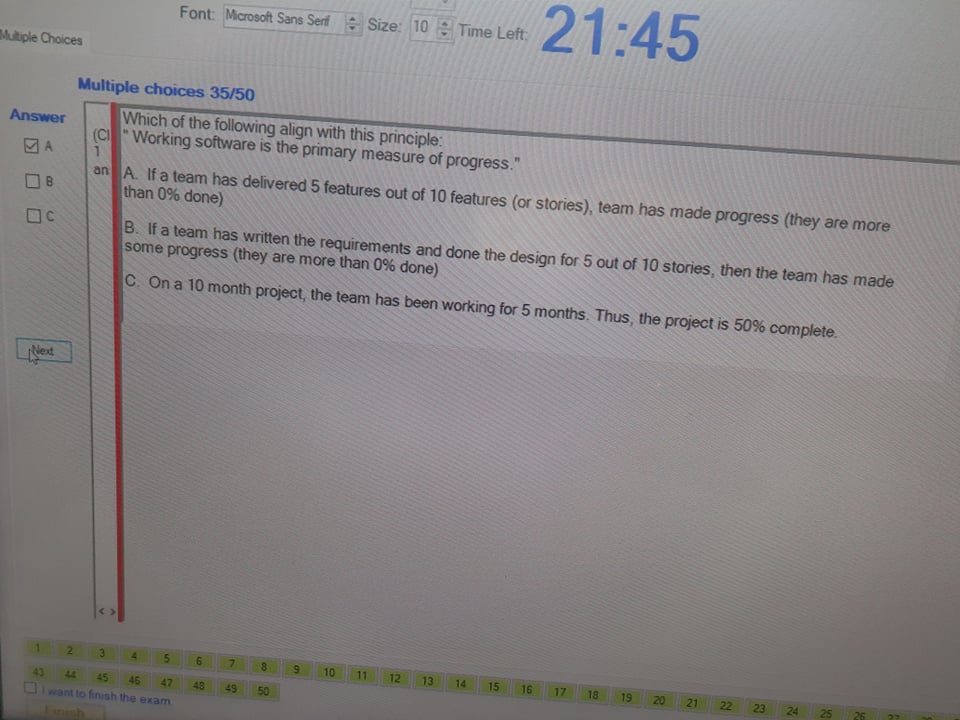 Font: Microsoft Sans Serif Size: 10 Time Left: 21:45
Multiple Choices
Multiple choices 35/50
Answer
A
B
C
(Cl
1
an
Which of the following align with this principle:
" Working software is the primary measure of progress."
A. If a team has delivered 5 features out of 10 features (or stories), team has made progress (they are more
than 0% done)
B. If a team has written the requirements and done the design for 5 out of 10 stories, then the team has made
some progress (they are more than 0% done)
C. On a 10 month project, the team has been working for 5 months. Thus, the project is 50% complete.
Next
< >
1 2 3 4 5 6 7 8 9 10 11 12 13 14 15 16 17 18 19 20 21 22 23 24 25 26
43 44 45 46 47 48 49 50
I want to finish the exam.
Finish